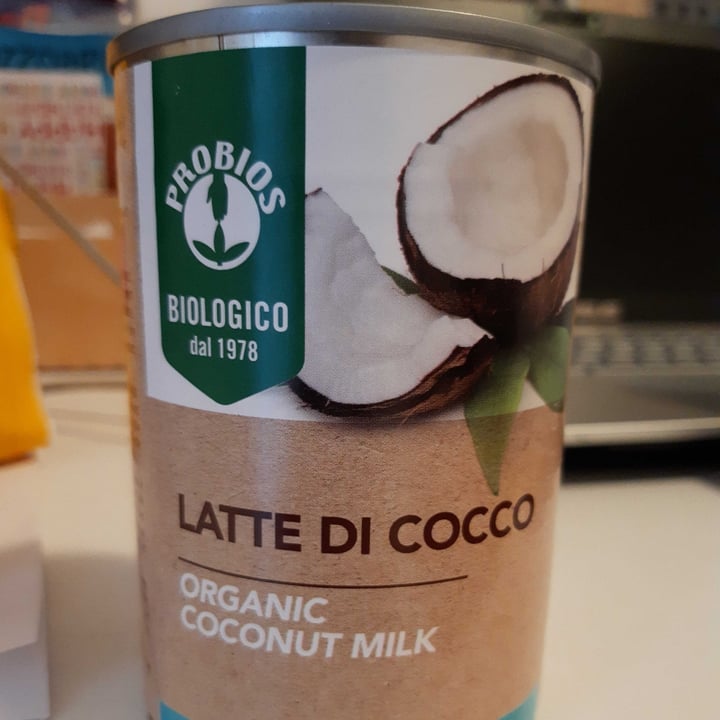 PROBIOS
BIOLOGICO
dal 1978
LATTE DI COCCO
ORGANIC
COCONUT MILK